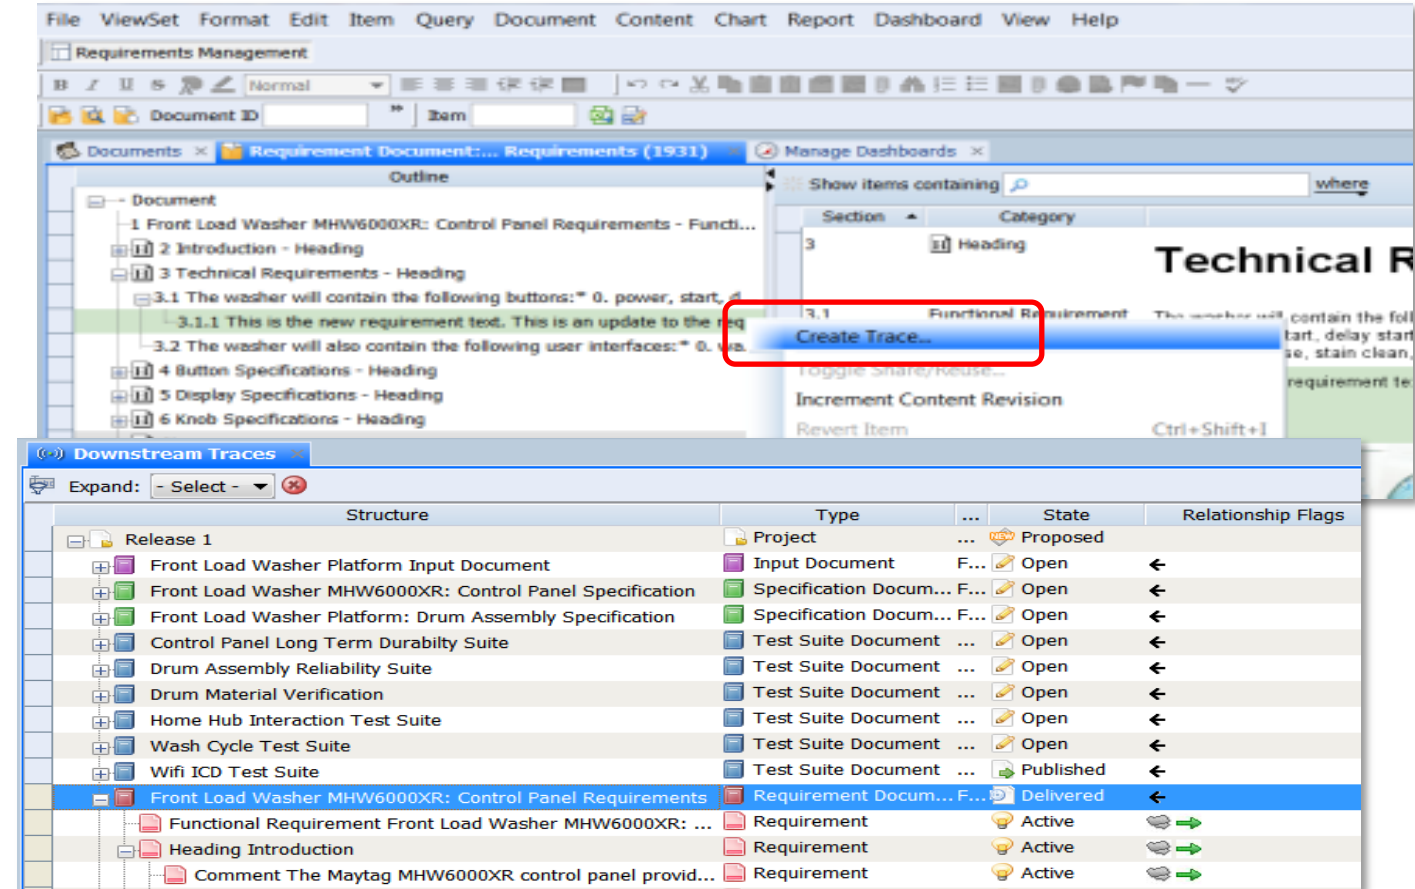 File ViewSet Format Edit Item Query Document Content Chart Report Dashboard View Help
Requirements Management
B I U S Normal
Document ID » Item
Documents × Requirement Document:... Requirements (1931) × Manage Dashboards ×
Outline
Show items containing where
Section Category
Document
1 Front Load Washer MHW6000XR: Control Panel Requirements - Functi...
2 Introduction - Heading
3 Technical Requirements - Heading
3.1 The washer will contain the following buttons:* 0. power, start, d
3.1.1 This is the new requirement text. This is an update to the req
3.2 The washer will also contain the following user interfaces:* 0. wa
4 Button Specifications - Heading
5 Display Specifications - Heading
6 Knob Specifications - Heading
3 Heading Technical R
3.1 Functional Requirement The washer will contain the foll
tart, delay start
se, stain clean,
requirement te
Create Trace...
Toggle Share/Reuse...
Increment Content Revision
Revert Item Ctrl+Shift+I
Downstream Traces ×
Expand: - Select -
Structure Type ... State Relationship Flags
Release 1 Project ... Proposed
Front Load Washer Platform Input Document Input Document F... Open
Front Load Washer MHW6000XR: Control Panel Specification Specification Docum... F... Open
Front Load Washer Platform: Drum Assembly Specification Specification Docum... F... Open
Control Panel Long Term Durabilty Suite Test Suite Document ... Open
Drum Assembly Reliability Suite Test Suite Document ... Open
Drum Material Verification Test Suite Document ... Open
Home Hub Interaction Test Suite Test Suite Document ... Open
Wash Cycle Test Suite Test Suite Document ... Open
Wifi ICD Test Suite Test Suite Document ... Published
Front Load Washer MHW6000XR: Control Panel Requirements Requirement Docum... F... Delivered
Functional Requirement Front Load Washer MHW6000XR: ... Requirement Active
Heading Introduction Requirement Active
Comment The Maytag MHW6000XR control panel provid... Requirement Active